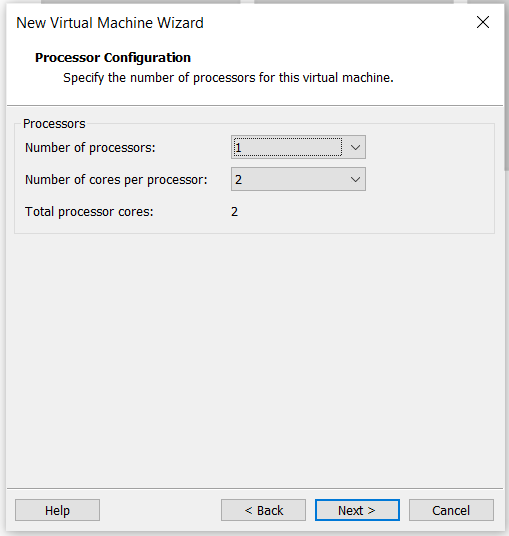 New Virtual Machine Wizard
Processor Configuration
Specify the number of processors for this virtual machine.
Processors
Number of processors: 1
Number of cores per processor: 2
Total processor cores: 2
Help < Back Next > Cancel